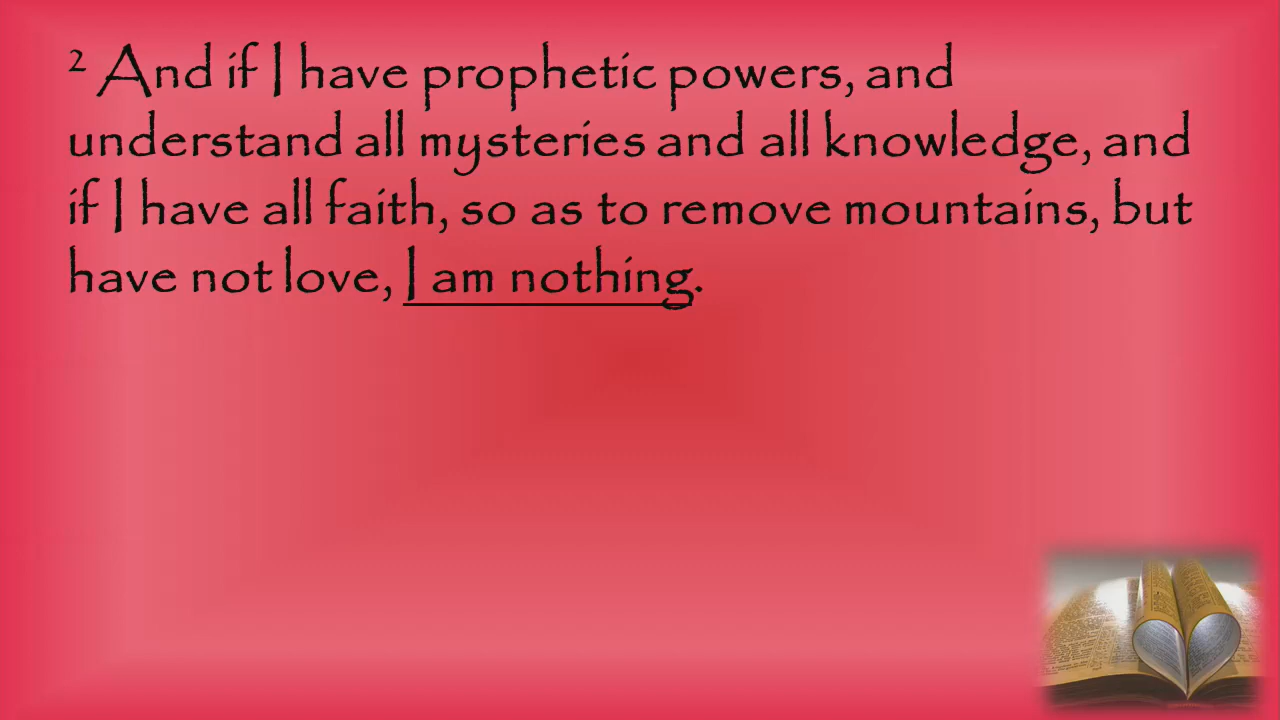 ² And if I have prophetic powers, and
understand all mysteries and all knowledge, and
if I have all faith, so as to remove mountains, but
have not love, I am nothing.